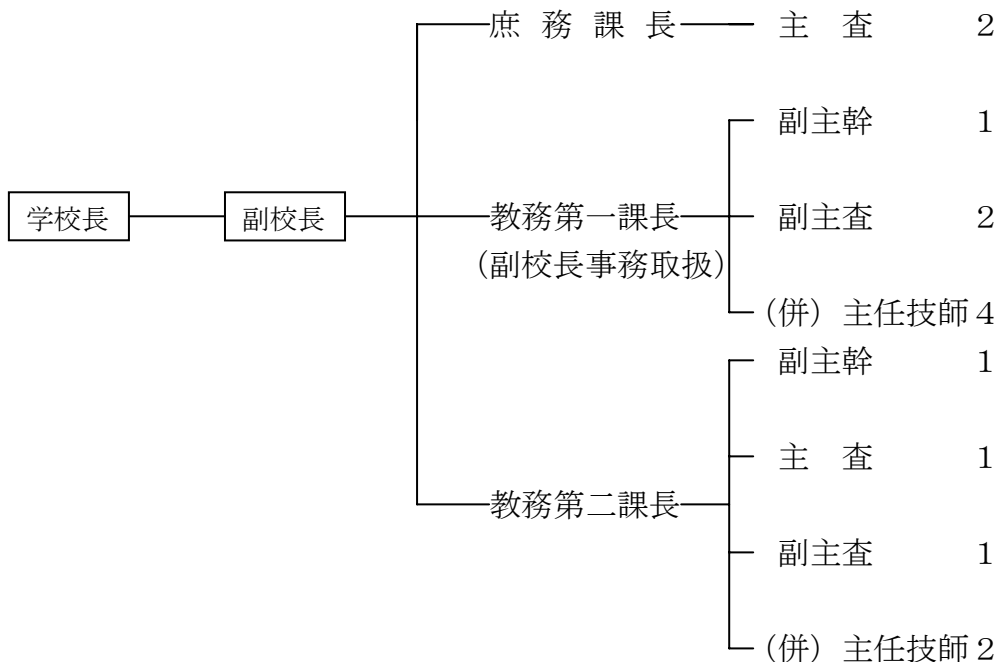 庶務課長 主査 2
副主幹 1
学校長 副校長 教務第一課長 副主査 2
(副校長事務取扱)
(併) 主任技師 4
副主幹 1
主査 1
教務第二課長
副主査 1
(併) 主任技師 2